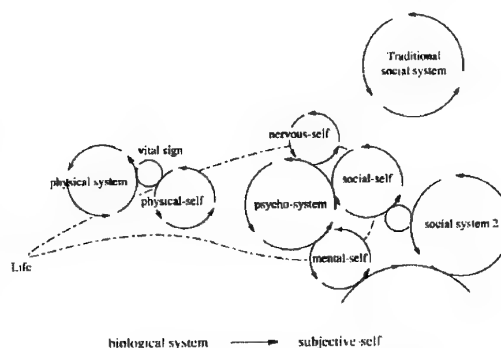 Traditional
social system
nervous-self
vital sign
physical system
social-self
physical-self
psycho-system
social system 2
mental-self
Life
biological system
subjective-self